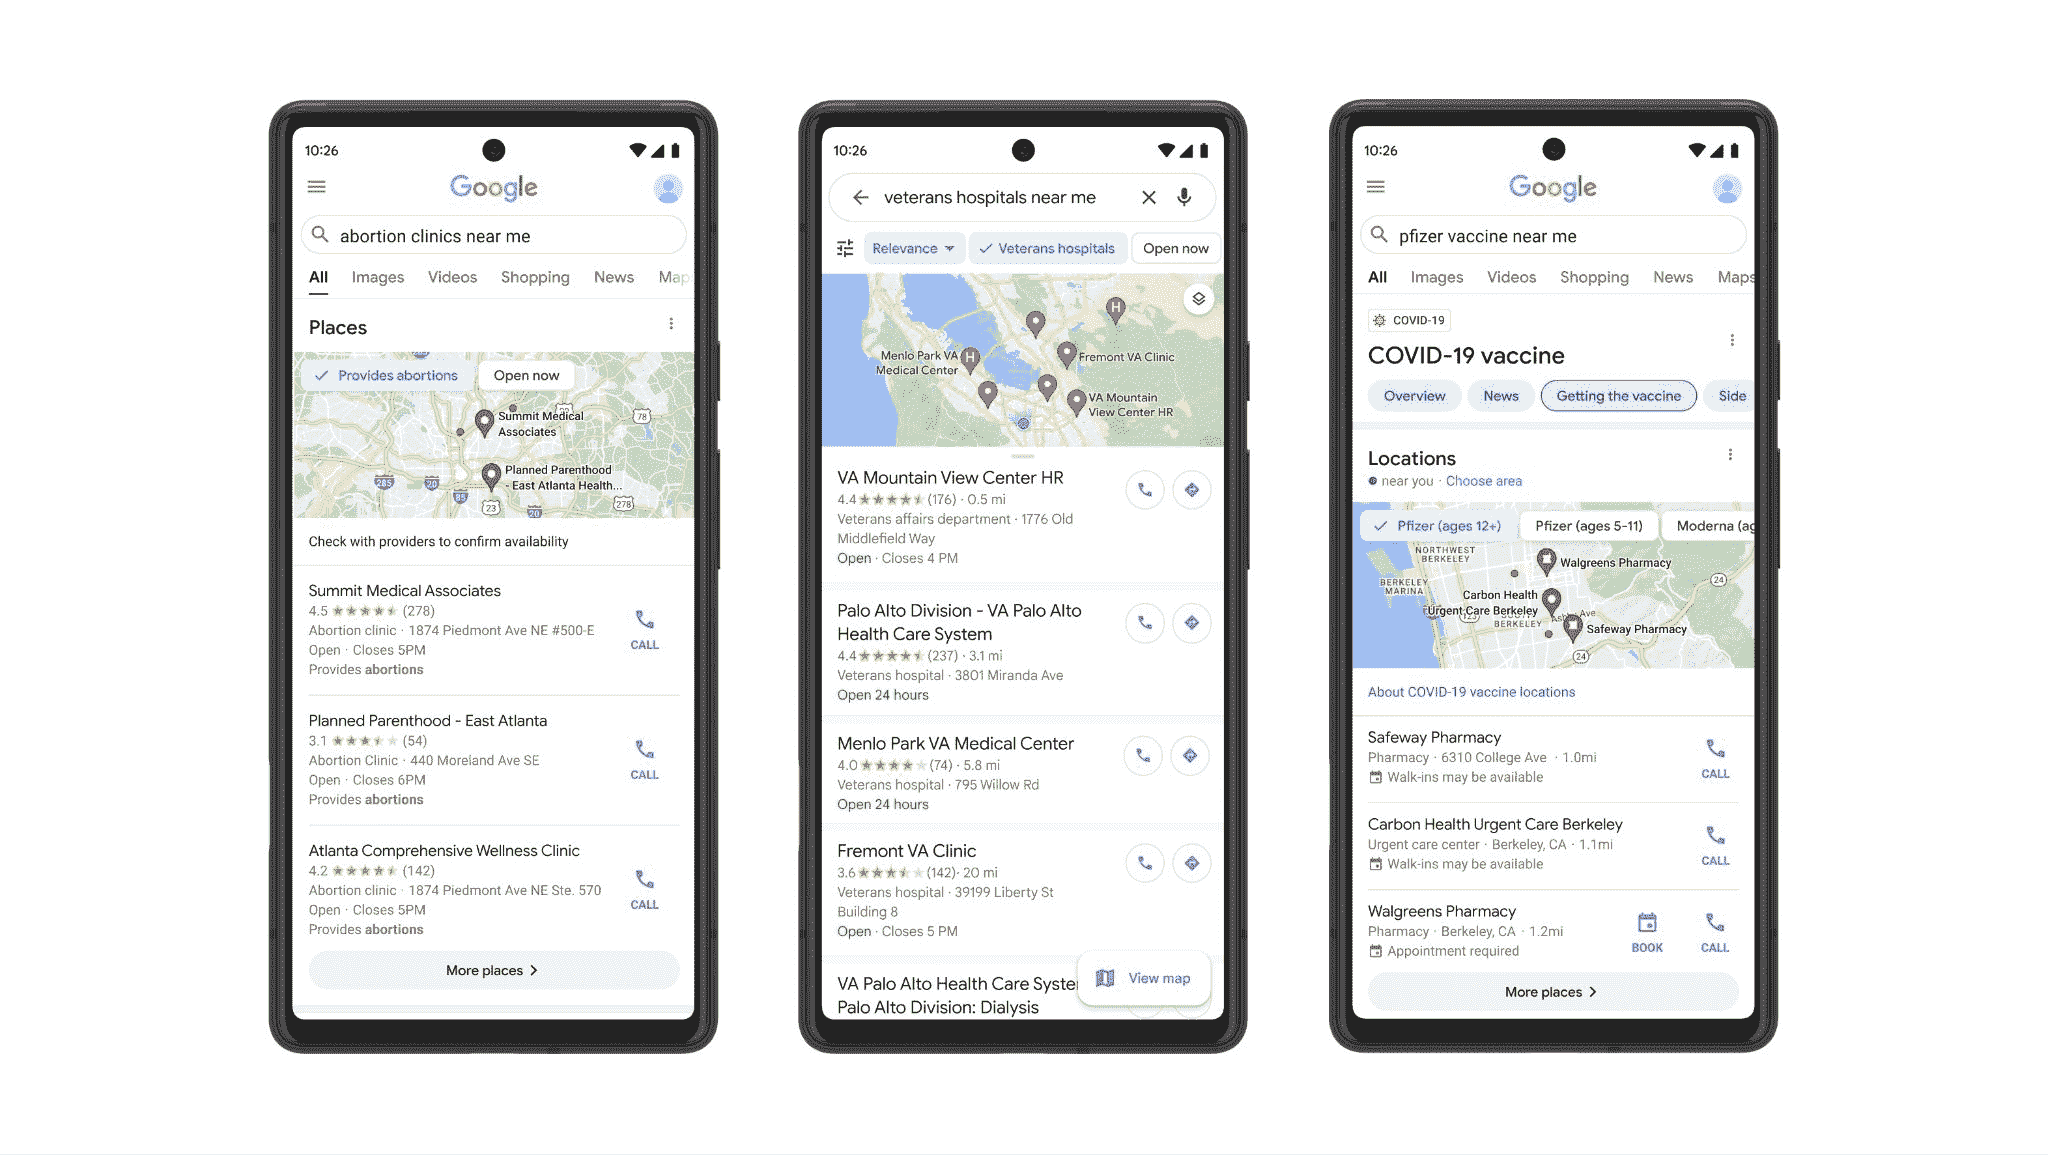 10:26
Google
abortion clinics near me
All Images Videos Shopping News Map
Places
Provides abortions Open now
78
Summit Medical
Associates
Planned Parenthood
- East Atlanta Health...
285 20 85 23 20 278
Check with providers to confirm availability
Summit Medical Associates
4.5 (278)
Abortion clinic · 1874 Piedmont Ave NE #500-E
Open · Closes 5PM
Provides abortions
CALL
Planned Parenthood - East Atlanta
3.1 (54)
Abortion Clinic · 440 Moreland Ave SE
Open · Closes 6PM
Provides abortions
CALL
Atlanta Comprehensive Wellness Clinic
4.2 (142)
Abortion clinic · 1874 Piedmont Ave NE Ste. 570
Open · Closes 5PM
Provides abortions
CALL
More places
10:26
veterans hospitals near me
Relevance Veterans hospitals Open now
H
Menlo Park VA
Medical Center
H
Fremont VA Clinic
VA Mountain
View Center HR
VA Mountain View Center HR
4.4 (176) · 0.5 mi
Veterans affairs department · 1776 Old
Middlefield Way
Open · Closes 4 PM
Palo Alto Division - VA Palo Alto
Health Care System
4.4 (237) · 3.1 mi
Veterans hospital · 3801 Miranda Ave
Open 24 hours
Menlo Park VA Medical Center
4.0 (74) · 5.8 mi
Veterans hospital · 795 Willow Rd
Open 24 hours
Fremont VA Clinic
3.6 (142)· 20 mi
Veterans hospital · 39199 Liberty St
Building 8
Open · Closes 5 PM
VA Palo Alto Health Care Syste
Palo Alto Division: Dialysis
View map
10:26
Google
pfizer vaccine near me
All Images Videos Shopping News Maps
COVID-19
COVID-19 vaccine
Overview News Getting the vaccine Side
Locations
near you · Choose area
Pfizer (ages 12+) Pfizer (ages 5-11) Moderna (ag
NORTHWEST
BERKELEY
Walgreens Pharmacy
24
BERKELEY
MARINA
Carbon Health
Urgent Care Berkeley
123
BERKELEY
Ave
Safeway Pharmacy
24
About COVID-19 vaccine locations
Safeway Pharmacy
Pharmacy · 6310 College Ave · 1.0mi
Walk-ins may be available
CALL
Carbon Health Urgent Care Berkeley
Urgent care center · Berkeley, CA · 1.1mi
Walk-ins may be available
CALL
Walgreens Pharmacy
Pharmacy · Berkeley, CA · 1.2mi
Appointment required
BOOK CALL
More places